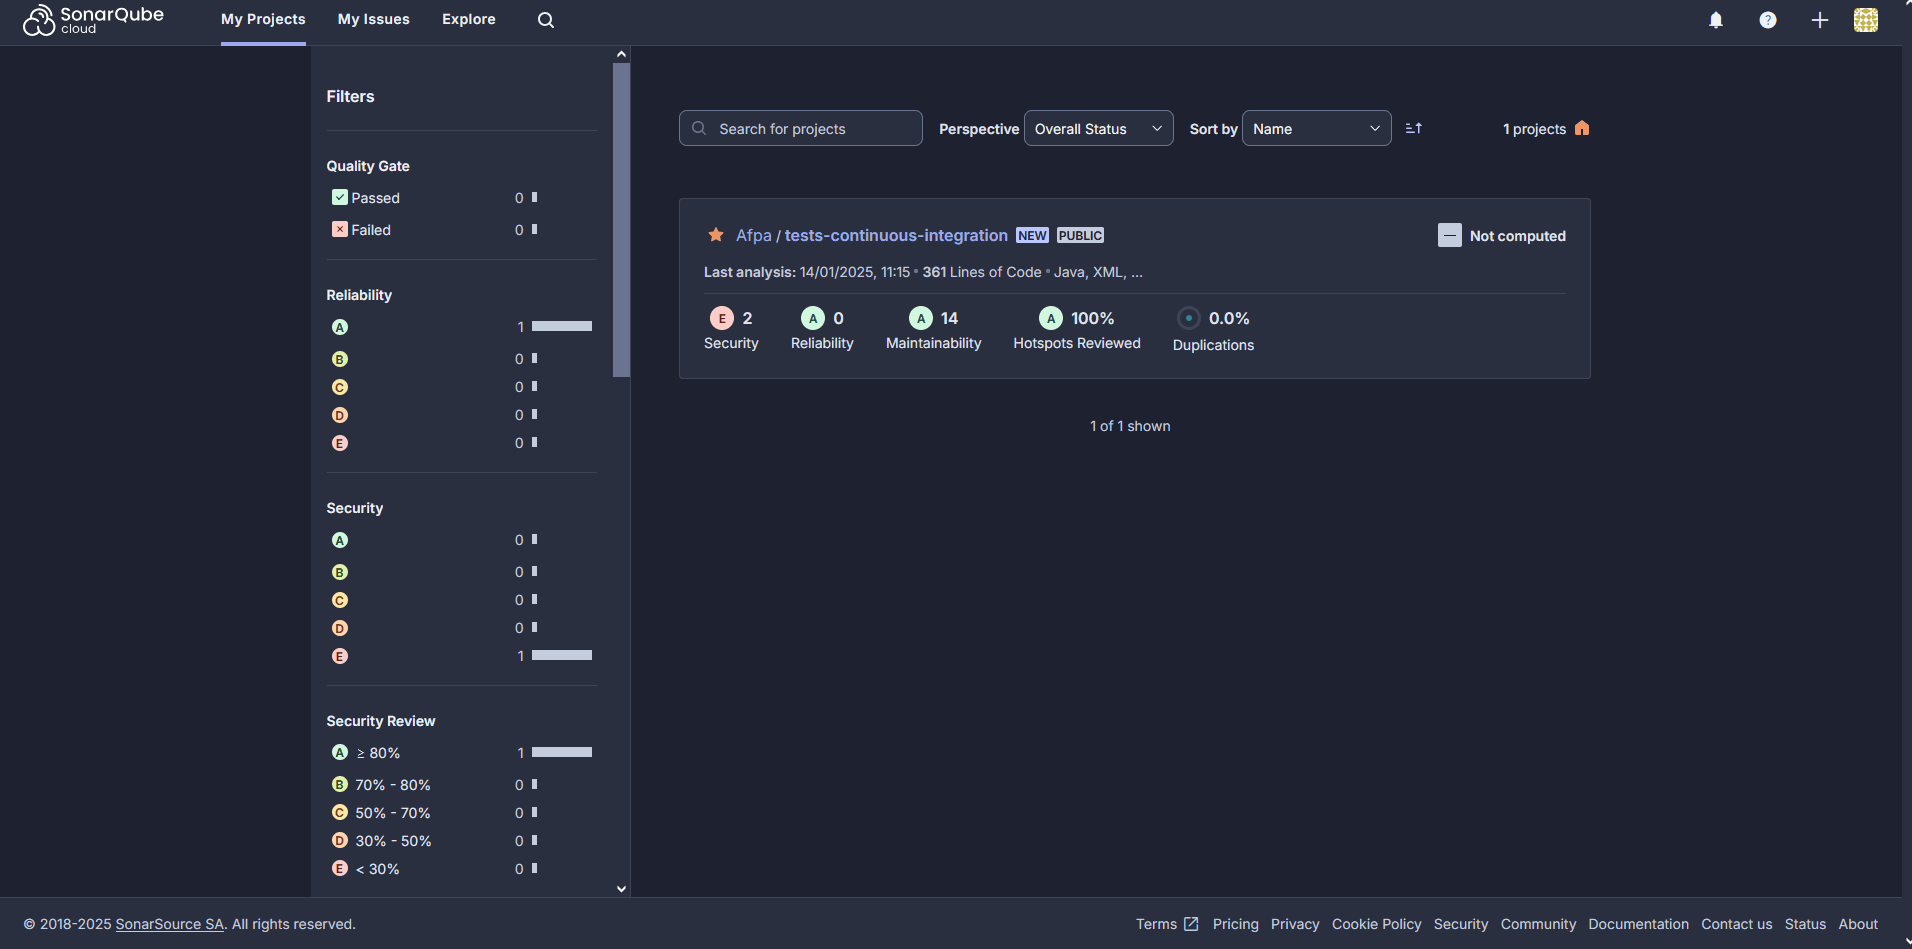 SonarQube cloud
My Projects My Issues Explore
Filters
Quality Gate
Passed 0
Failed 0
Reliability
A 1
B 0
C 0
D 0
E 0
Security
A 0
B 0
C 0
D 0
E 1
Security Review
A ≥ 80% 1
B 70% - 80% 0
C 50% - 70% 0
D 30% - 50% 0
E < 30% 0
Search for projects Perspective Overall Status Sort by Name 1 projects
Afpa / tests-continuous-integration NEW PUBLIC Not computed
Last analysis: 14/01/2025, 11:15 • 361 Lines of Code • Java, XML, ...
E 2 A 0 A 14 A 100% 0.0%
Security Reliability Maintainability Hotspots Reviewed Duplications
1 of 1 shown
© 2018-2025 SonarSource SA. All rights reserved. Terms Pricing Privacy Cookie Policy Security Community Documentation Contact us Status About